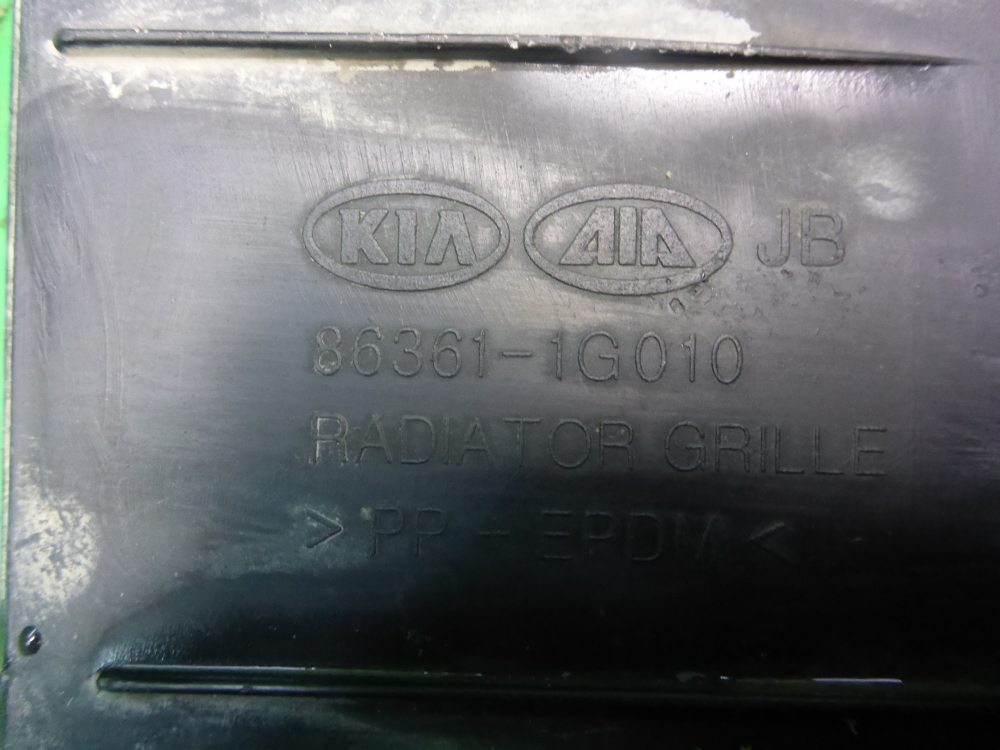 KIA AIA JB
86361-1G010
RADIATOR GRILLE
> PP - EPDM <